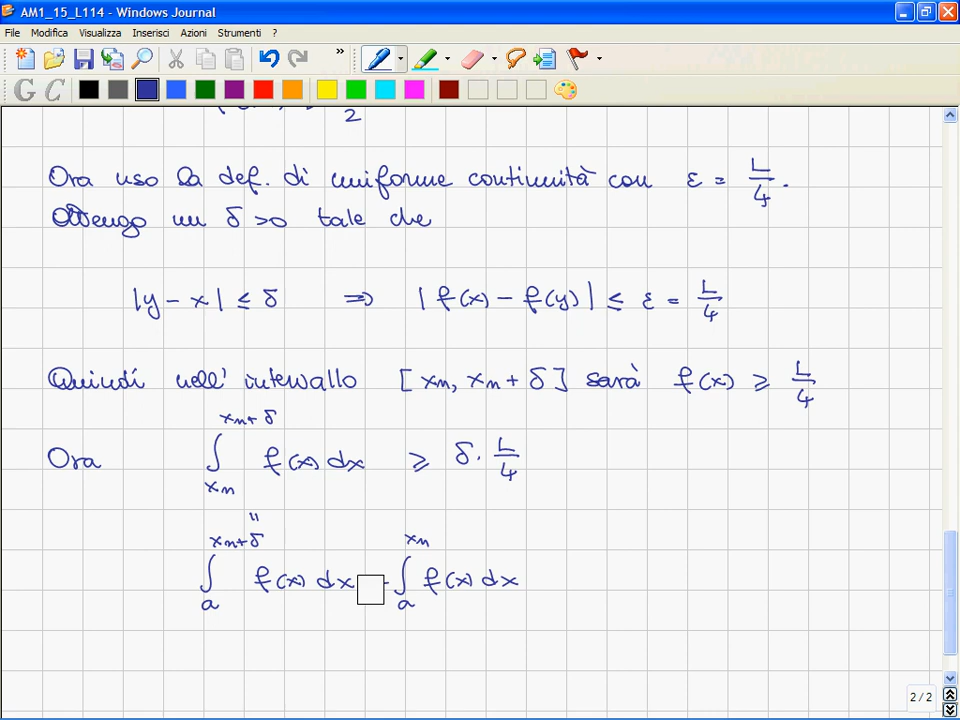 AM1_15_L114 - Windows Journal
File Modifica Visualizza Inserisci Azioni Strumenti ?
G C
2
Ora uso la def. di uniforme continuità con ε = L/4.
Ottengo un δ >0 tale che
|y - x| ≤ δ ⇒ |f(x) - f(y)| ≤ ε = L/4
Quindi nell' intervallo [xn, xn + δ] sarà f(x) ≥ L/4
Ora ∫_{xn}^{xn+δ} f(x) dx ≥ δ · L/4
"
∫_a^{xn+δ} f(x) dx - ∫_a^{xn} f(x) dx
2 / 2